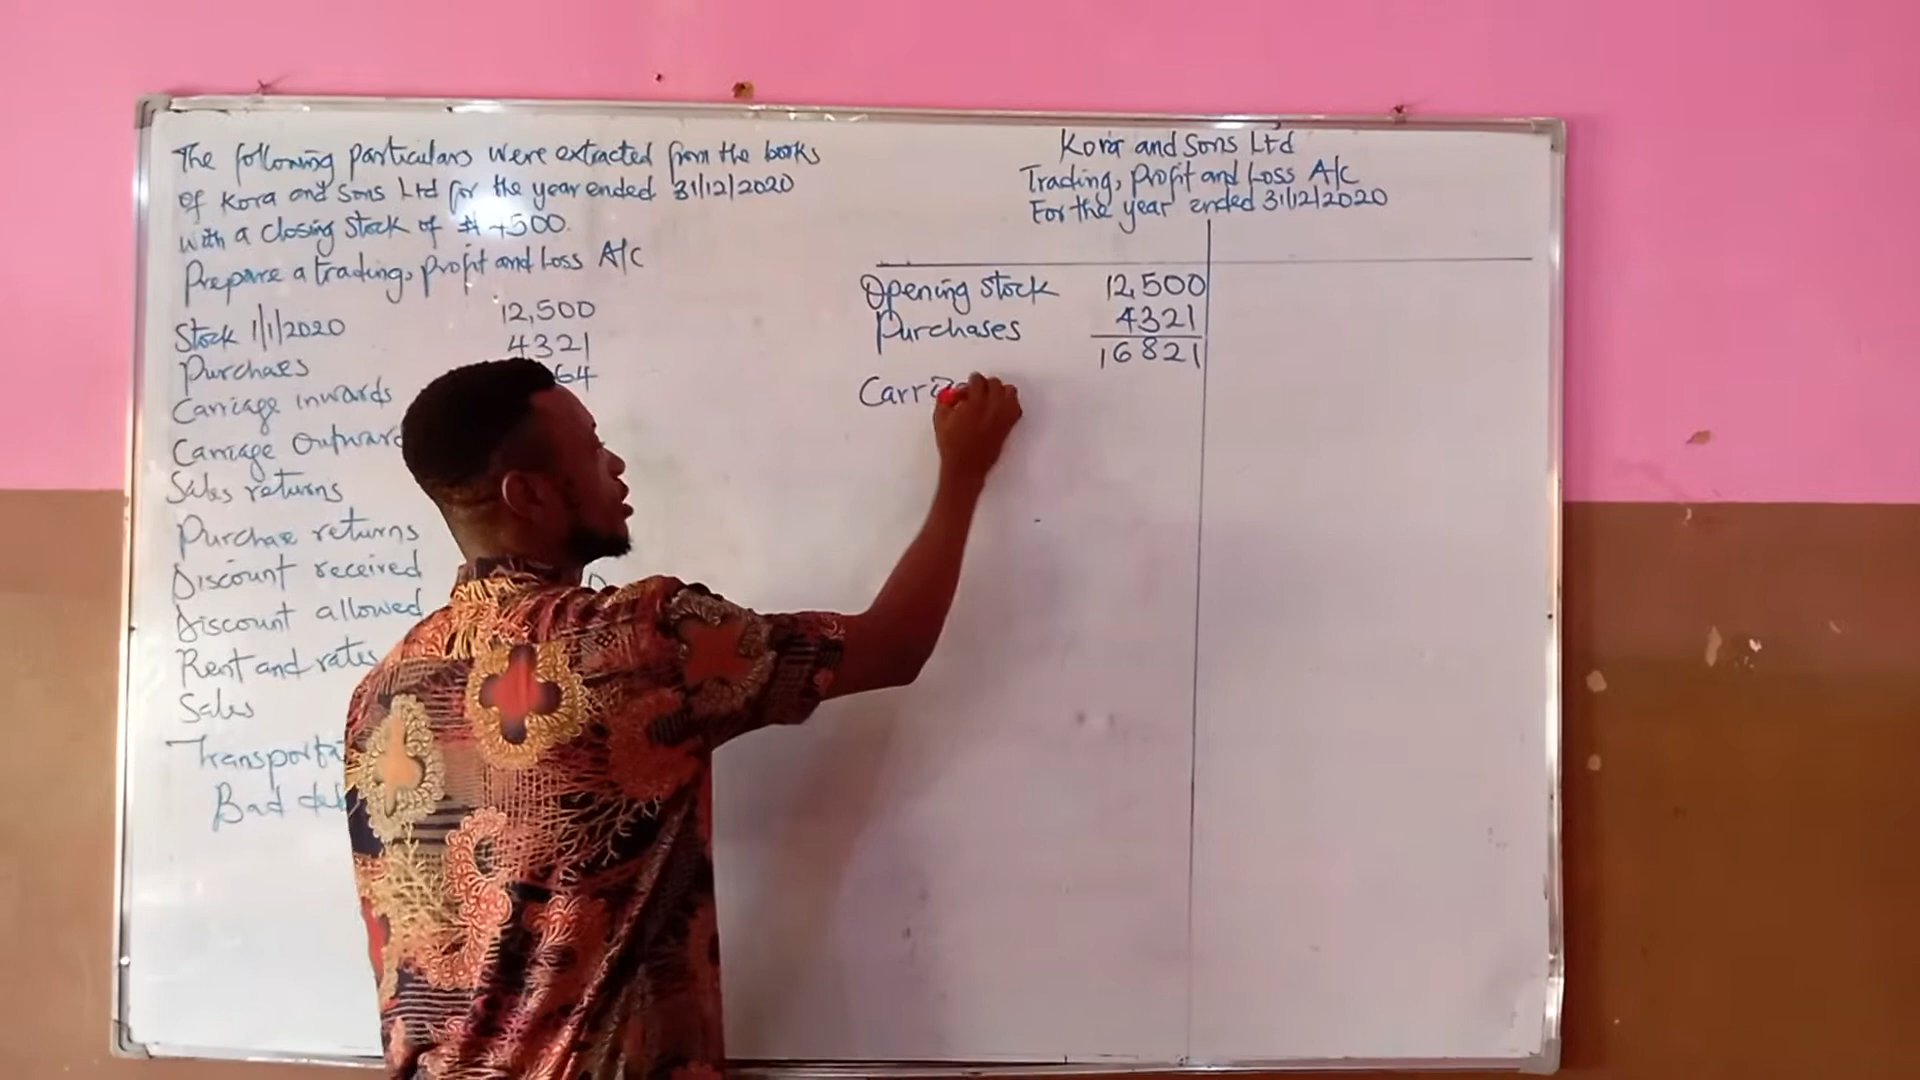 The following particulars were extracted from the books
of Kora and Sons Ltd for the year ended 31/12/2020
with a closing stock of
Prepare a trading, profit and Loss A/C
Stock 1/1/2020 12,500
Purchaes 4321
Carriage inwards 64
Carriage Outward
Sales returns
Purchase returns
Discount received
Discount allowed
Rent and rates
Sales
Kora and Sons Ltd
Trading, Profit and Loss A/C
For the year ended 31/12/2020
Opening Stock 12,500
Purchases 4321
16821